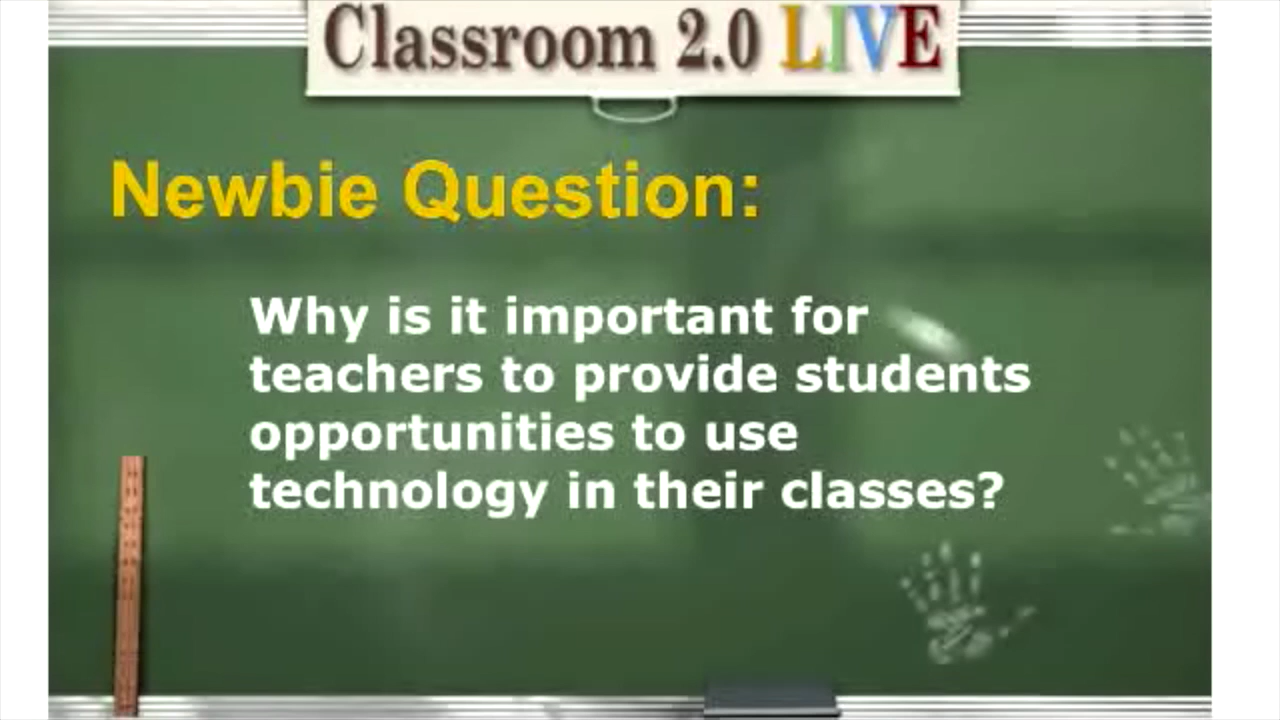 Classroom 2.0 LIVE
Newbie Question:
Why is it important for
teachers to provide students
opportunities to use
technology in their classes?